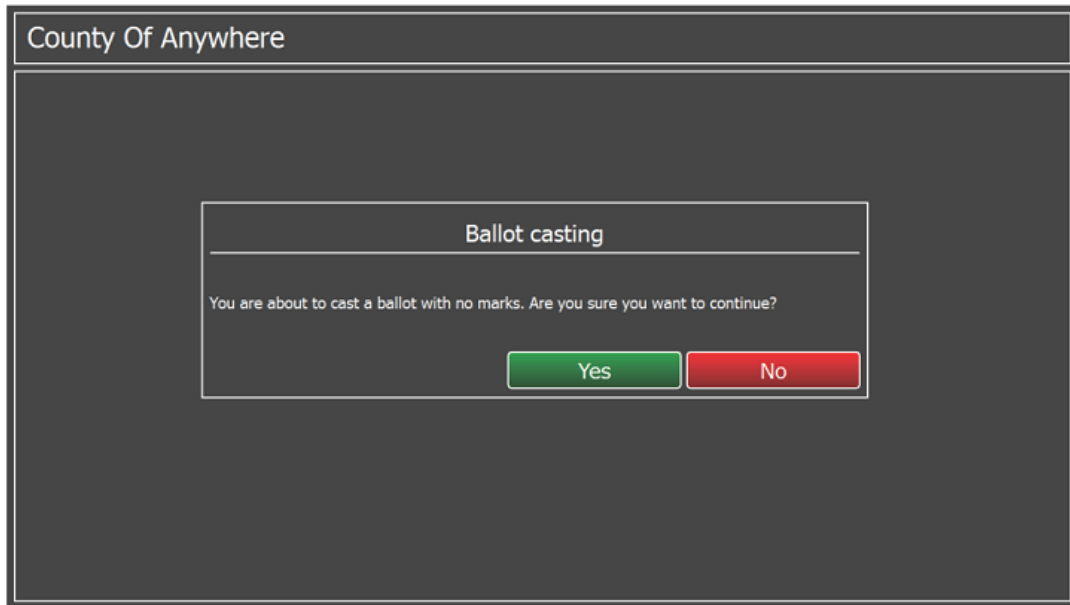 County Of Anywhere
Ballot casting
You are about to cast a ballot with no marks. Are you sure you want to continue?
Yes No